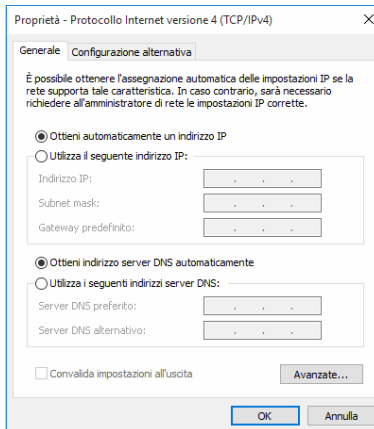 Proprietà - Protocollo Internet versione 4 (TCP/IPv4)
Generale
Configurazione alternativa
È possibile ottenere l'assegnazione automatica delle impostazioni IP se la
rete supporta tale caratteristica. In caso contrario, sarà necessario
richiedere all'amministratore di rete le impostazioni IP corrette.
Ottieni automaticamente un indirizzo IP
Utilizza il seguente indirizzo IP:
Indirizzo IP:
Subnet mask:
Gateway predefinito:
Ottieni indirizzo server DNS automaticamente
Utilizza i seguenti indirizzi server DNS:
Server DNS preferito:
Server DNS alternativo:
Convalida impostazioni all'uscita
Avanzate...
OK
Annulla